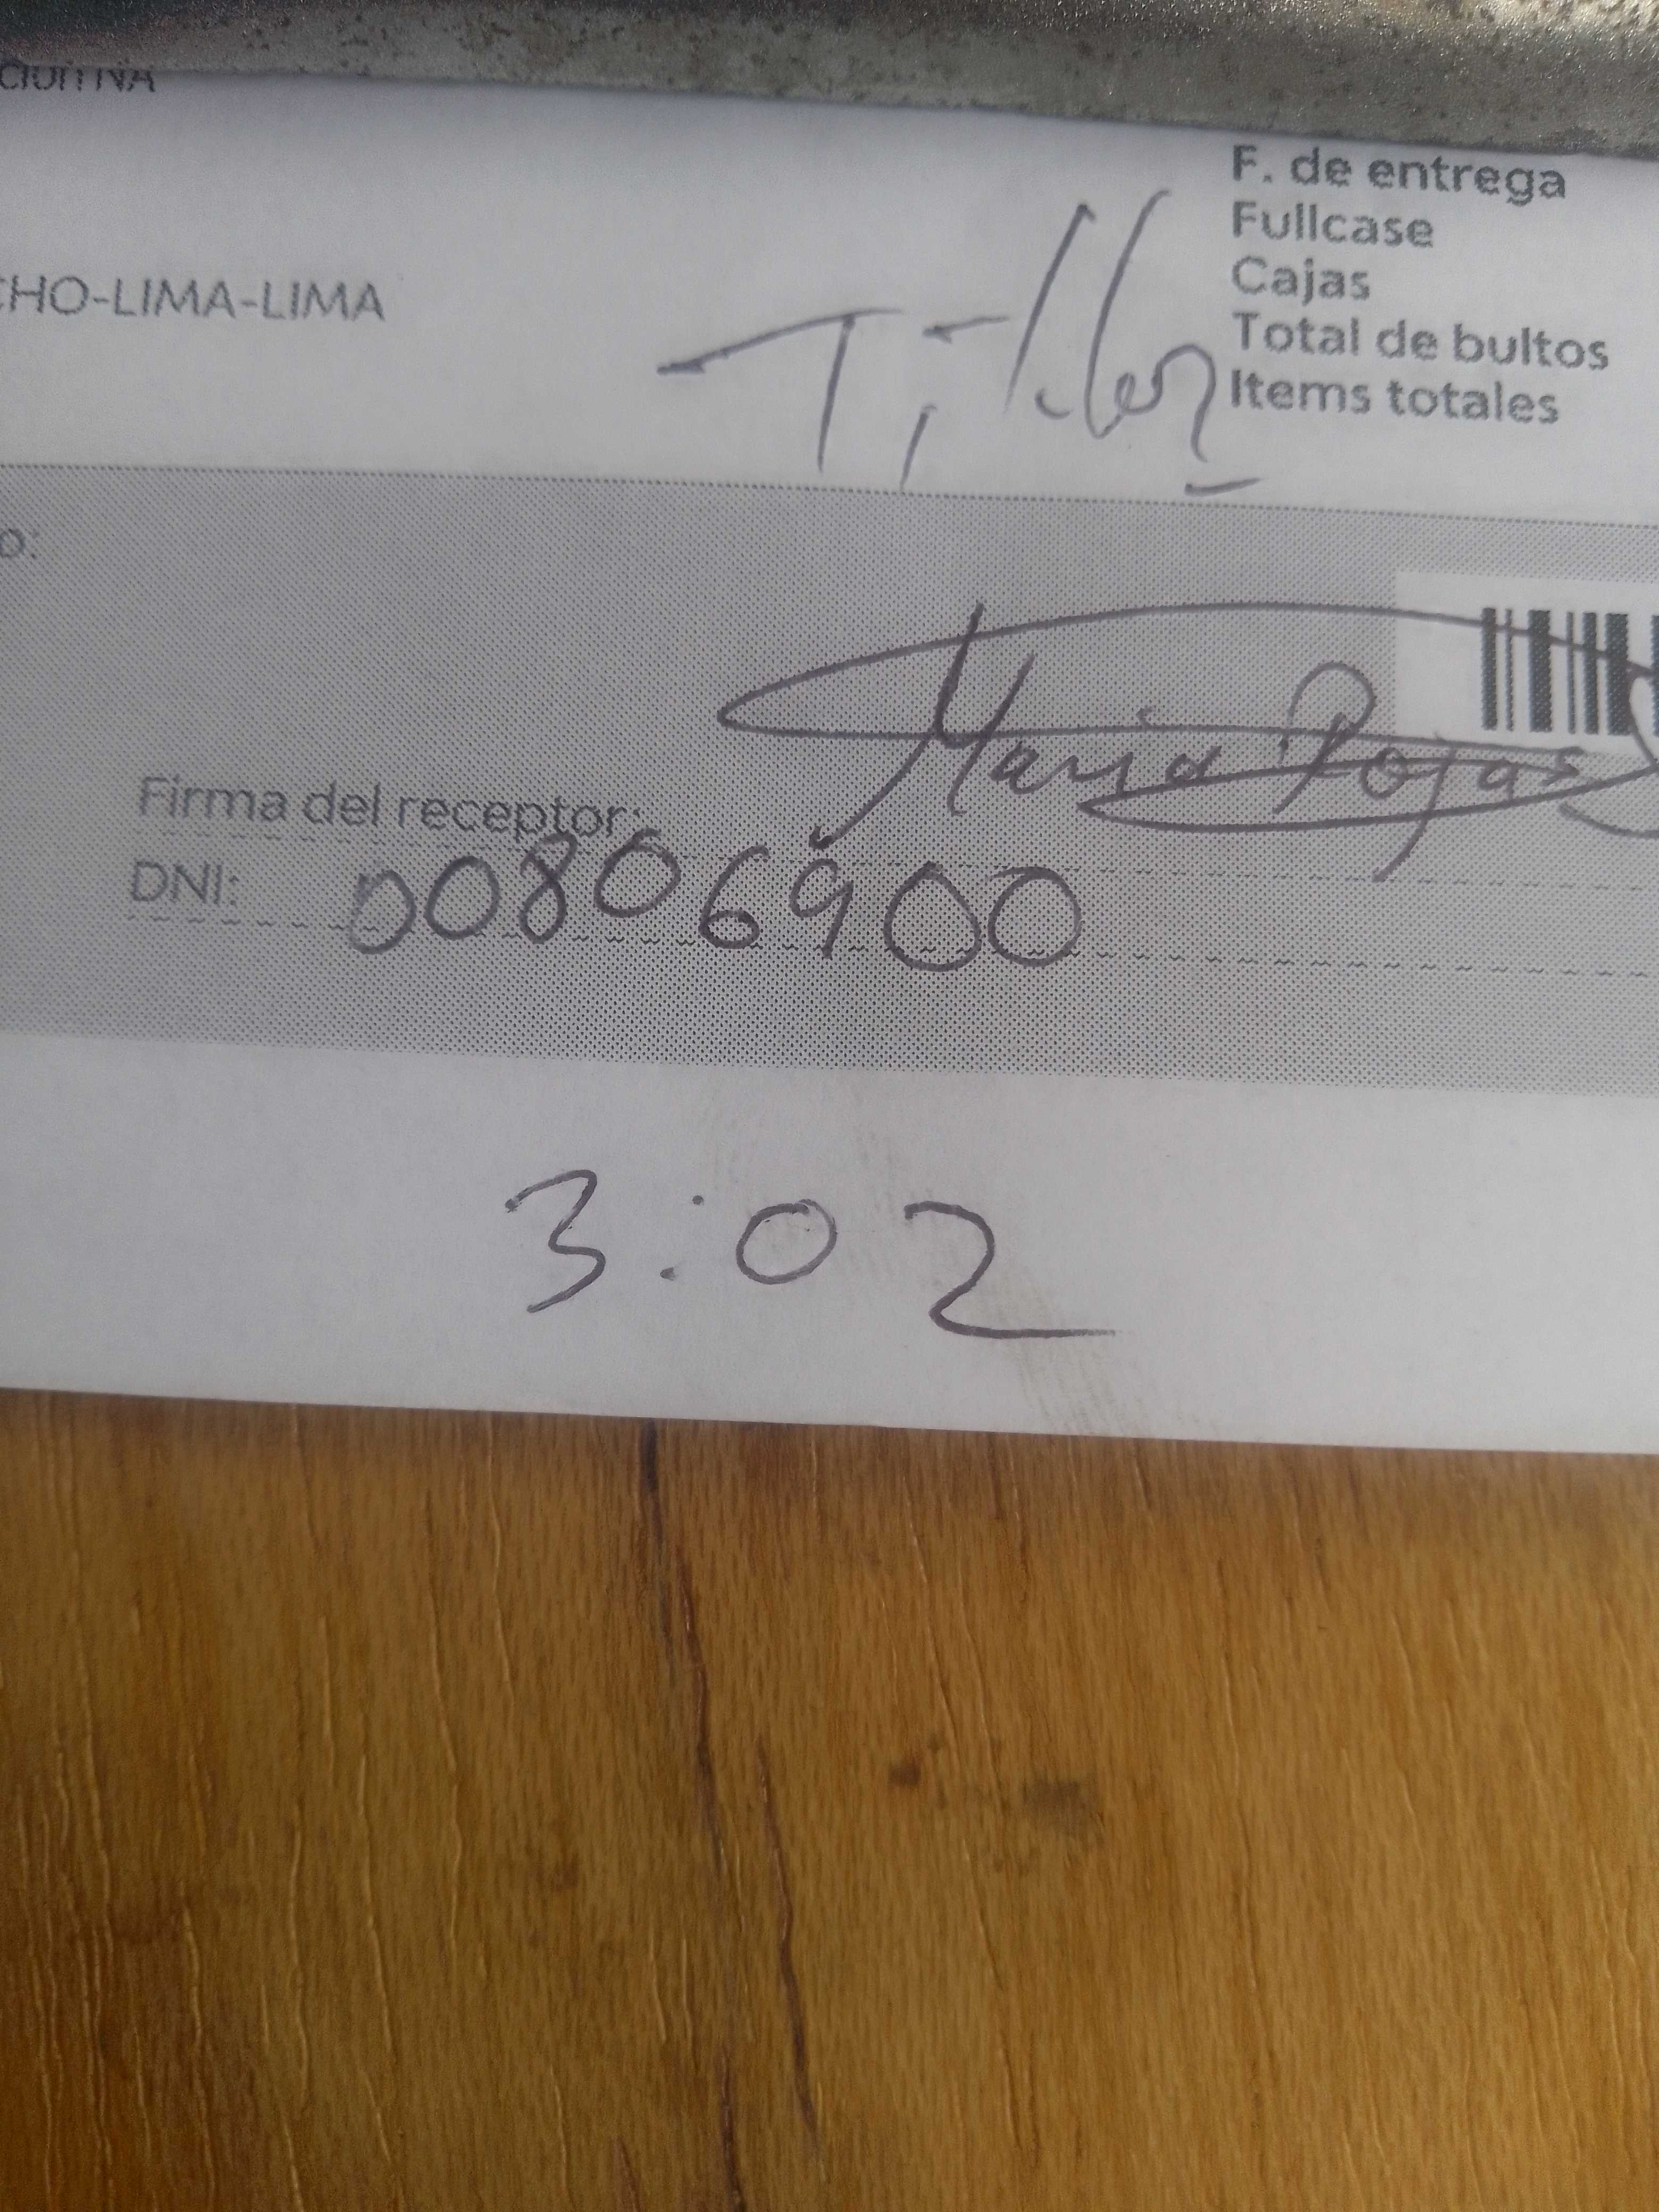 CHO-LIMA-LIMA
F. de entrega
Fullcase
Cajas
Total de bultos
Items totales
o:
Maria Rojas
Firma del receptor:
DNI: 00806900
3:02